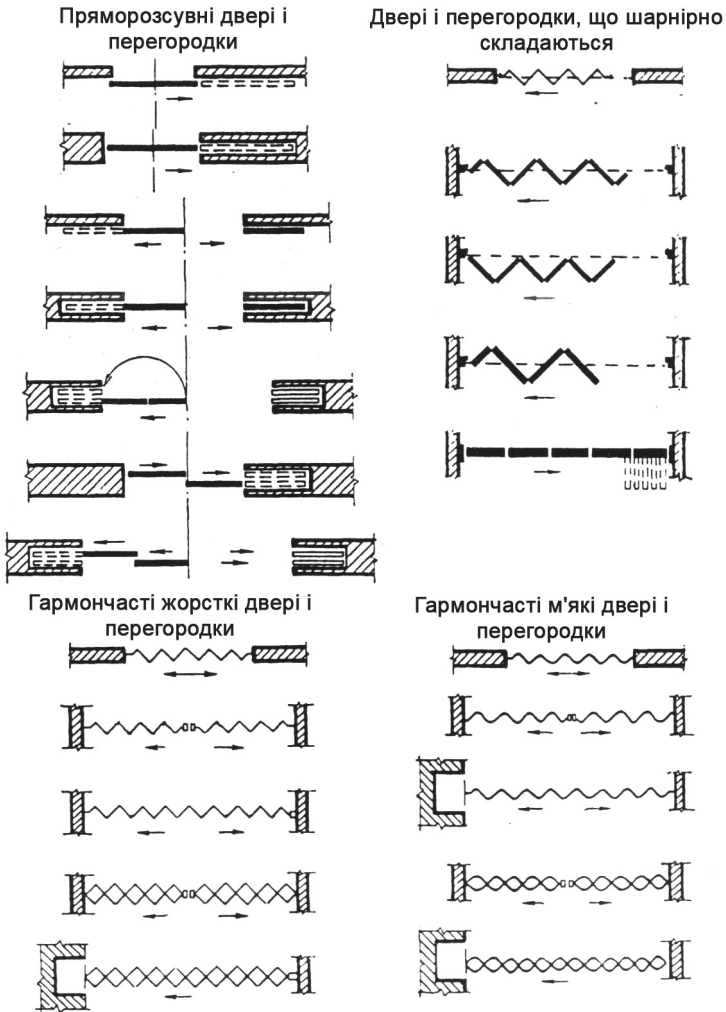 Пряморозсувні двері і
перегородки
Двері і перегородки, що шарнірно
складаються
Гармончасті жорсткі двері і
перегородки
Гармончасті м'які двері і
перегородки